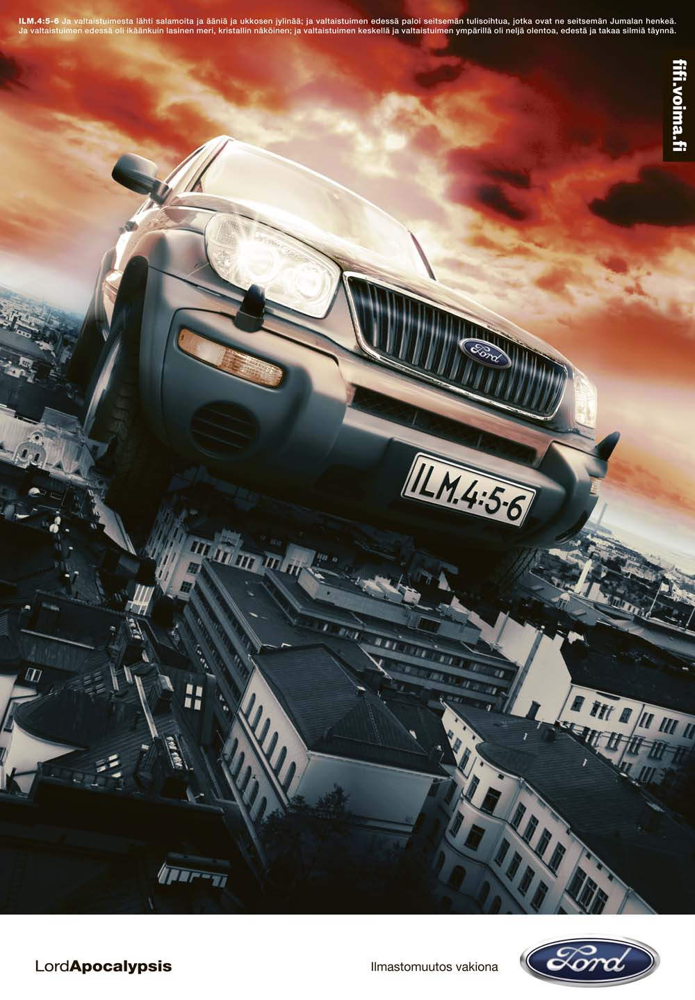 ILM.4:5-6 Ja valtaistuimesta lähti salamoita ja ääniä ja ukkosen jylinää; ja valtaistuimen edessä paloi seitsemän tulisoihtua, jotka ovat ne seitsemän Jumalan henkeä.
Ja valtaistuimen edessä oli ikäänkuin lasinen meri, kristallin näköinen; ja valtaistuimen keskellä ja valtaistuimen ympärillä oli neljä olentoa, edestä ja takaa silmiä täynnä.
fifi.voima.fi
Lord
ILM.4:5-6
LordApocalypsis
Ilmastomuutos vakiona
Lord